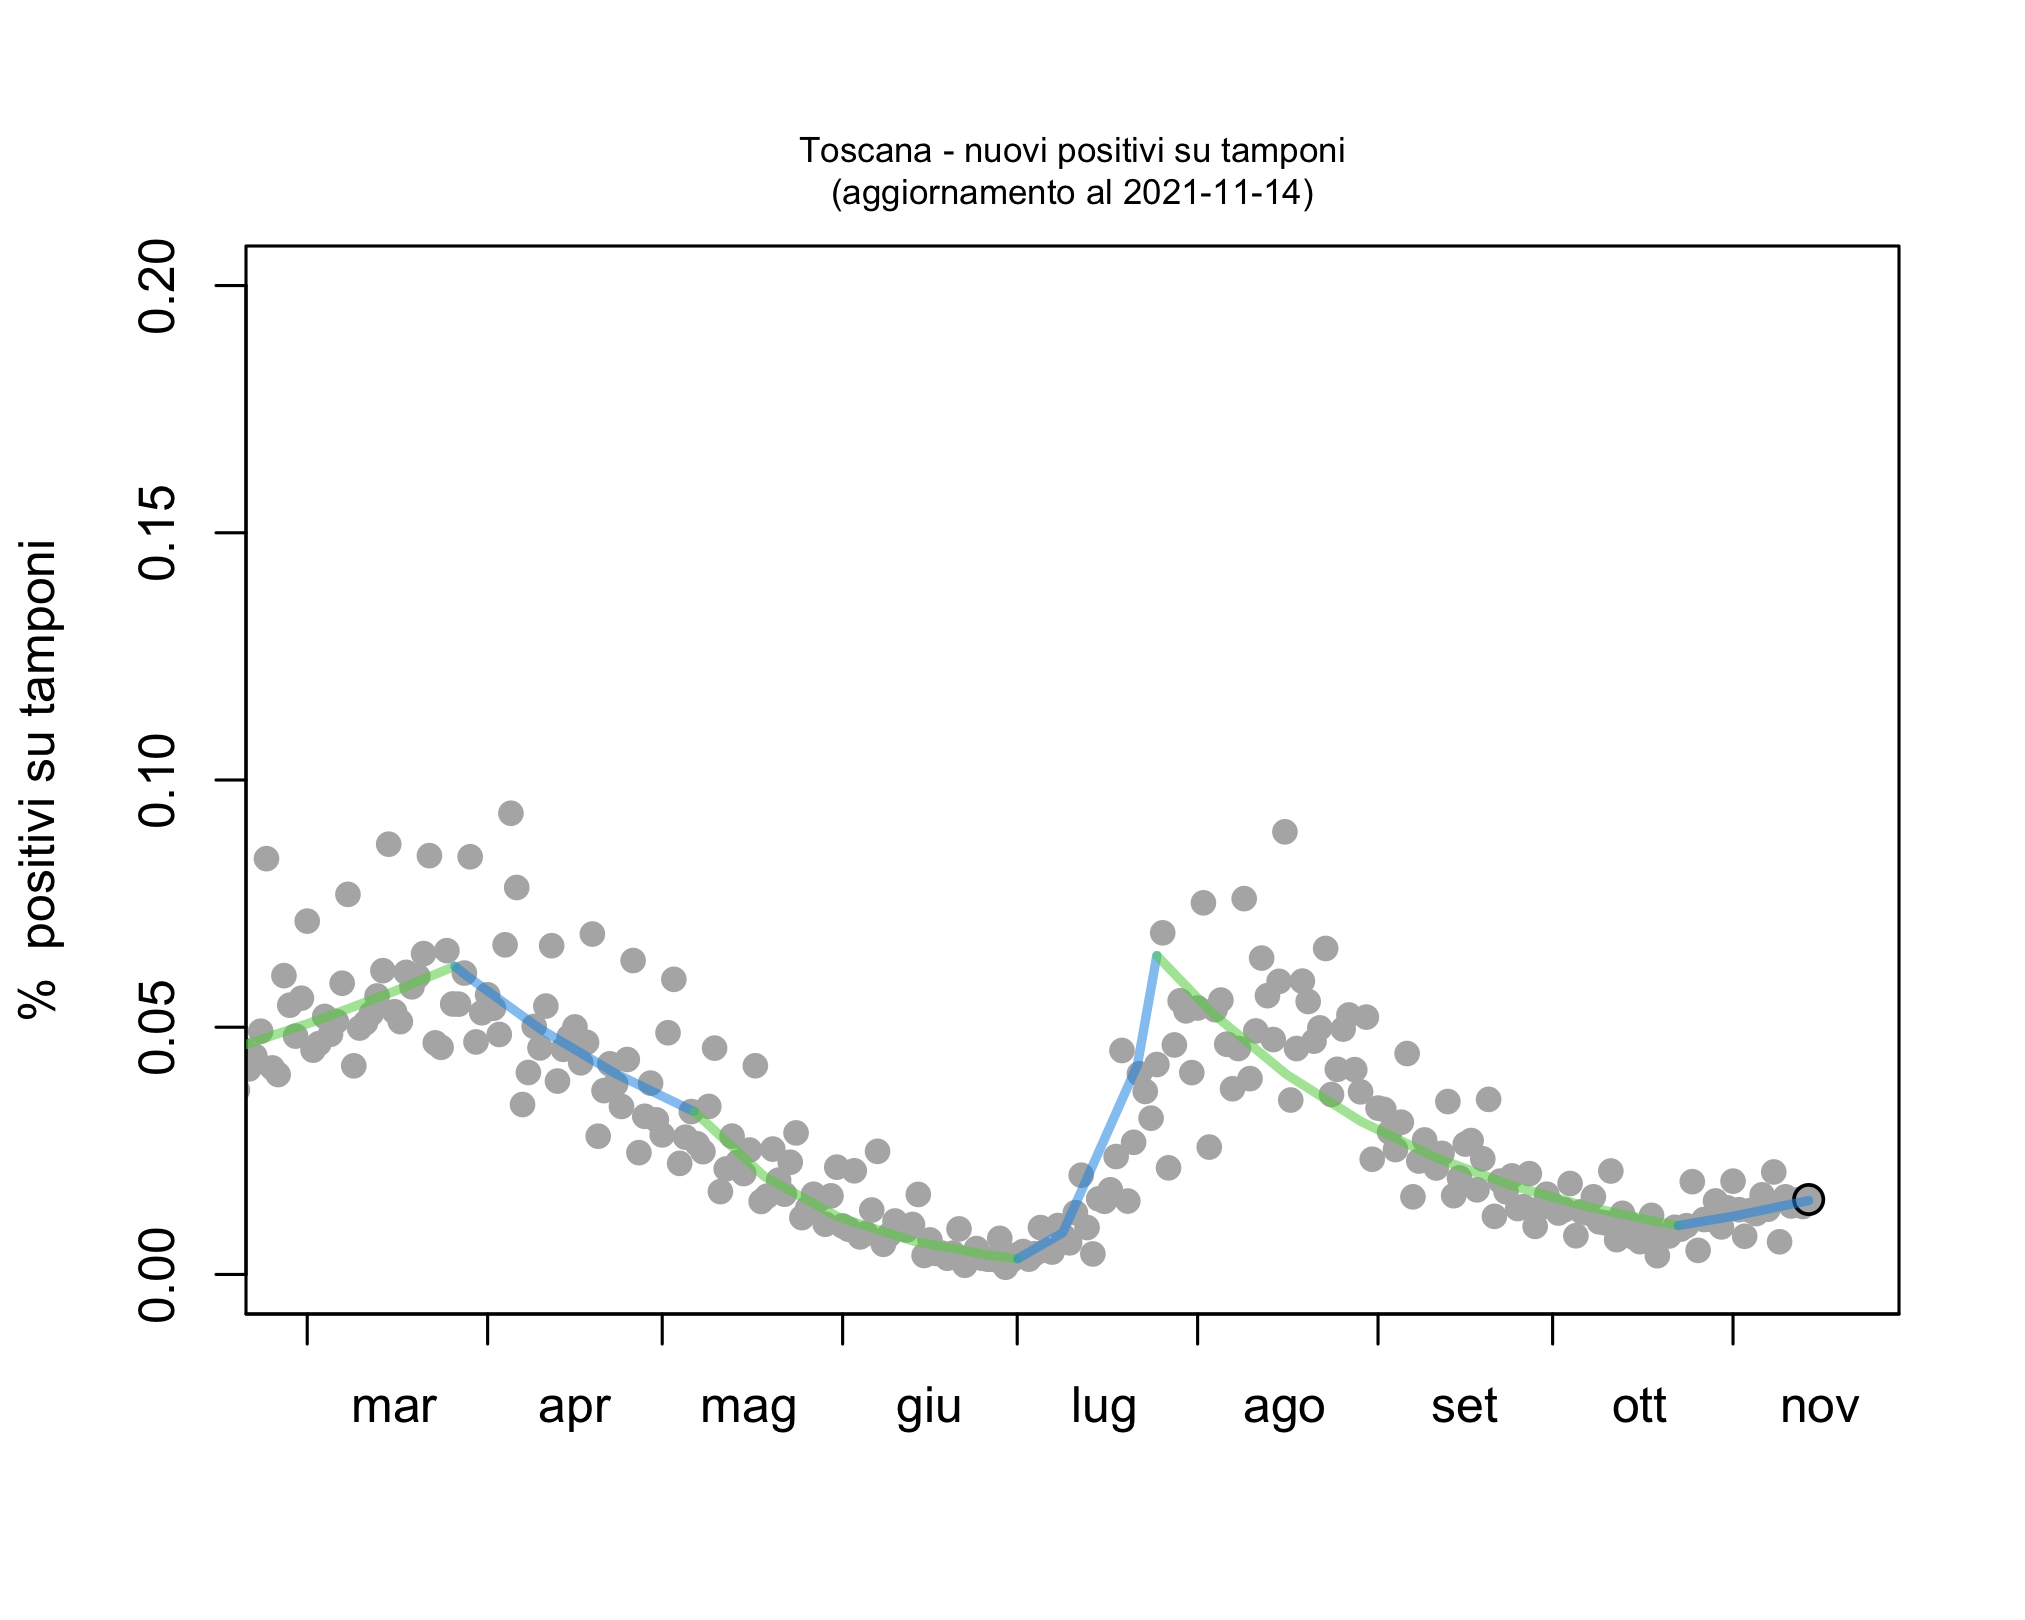 Toscana - nuovi positivi su tamponi
(aggiornamento al 2021-11-14)
% positivi su tamponi
0.20
0.15
0.10
0.05
0.00
mar apr mag giu lug ago set ott nov